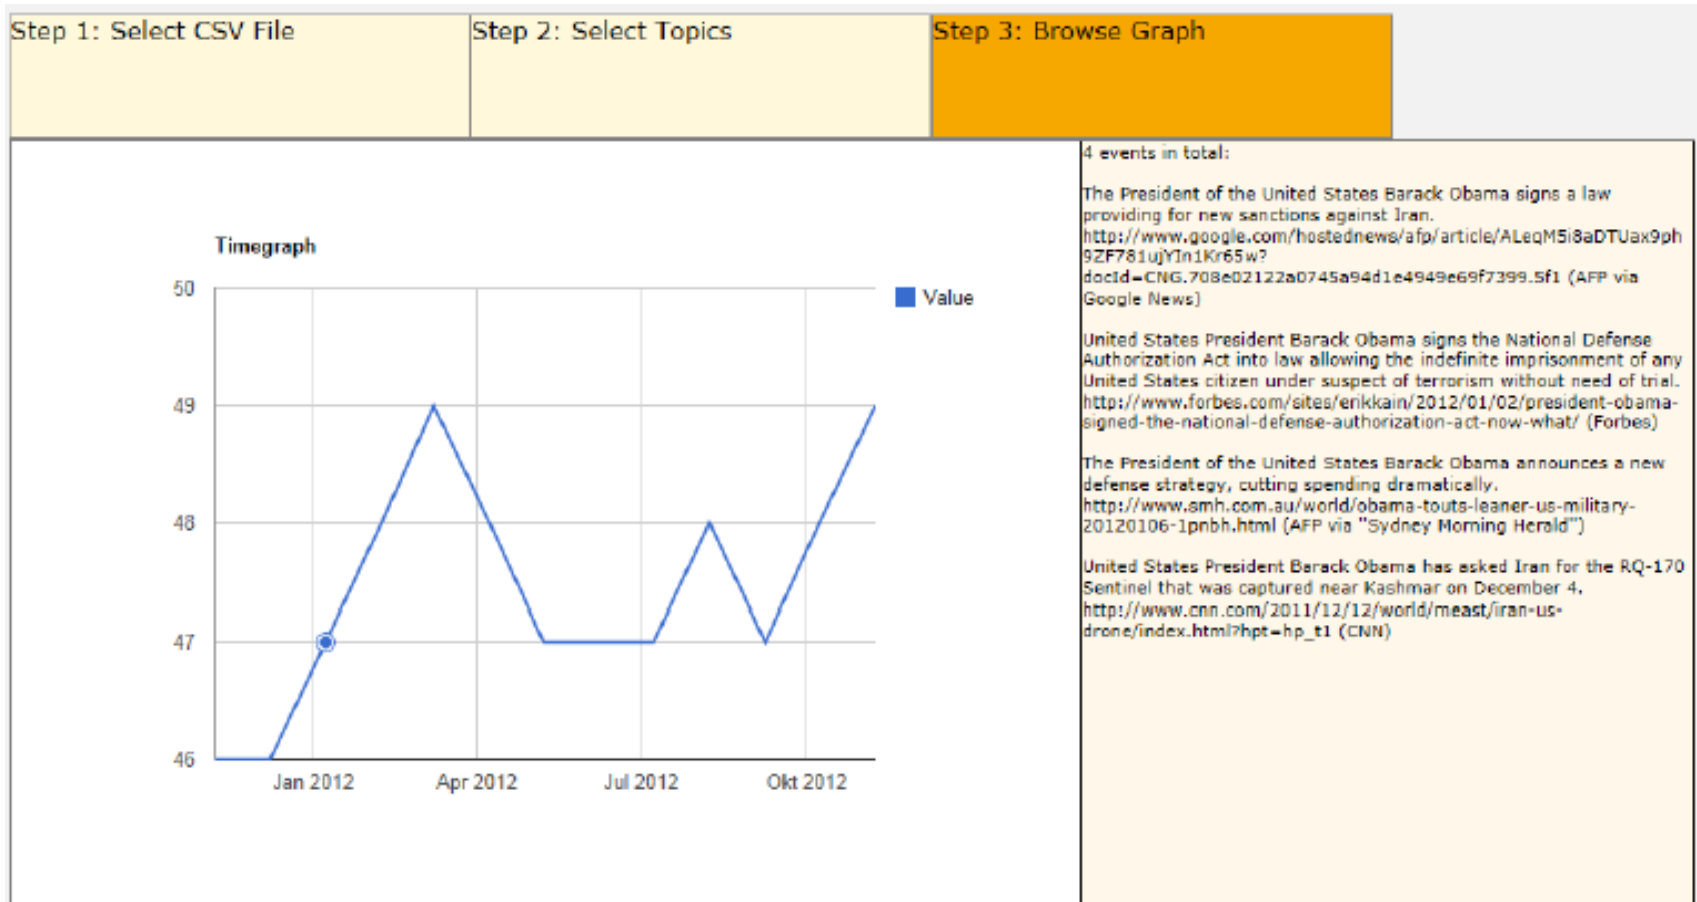 Step 1: Select CSV File
Step 2: Select Topics
Step 3: Browse Graph
Timegraph
50
49
48
47
46
Jan 2012
Apr 2012
Jul 2012
Okt 2012
Value
4 events in total:
The President of the United States Barack Obama signs a law
providing for new sanctions against Iran.
http://www.google.com/hostednews/afp/article/ALeqM5i8aDTUax9ph
9ZF781ujYIn1Kr65w?
docId=CNG.708e02122a0745a94d1e4949e69f7399.5f1 (AFP via
Google News)
United States President Barack Obama signs the National Defense
Authorization Act into law allowing the indefinite imprisonment of any
United States citizen under suspect of terrorism without need of trial.
http://www.forbes.com/sites/erikkain/2012/01/02/president-obama-
signed-the-national-defense-authorization-act-now-what/ (Forbes)
The President of the United States Barack Obama announces a new
defense strategy, cutting spending dramatically.
http://www.smh.com.au/world/obama-touts-leaner-us-military-
20120106-1pnbh.html (AFP via "Sydney Morning Herald")
United States President Barack Obama has asked Iran for the RQ-170
Sentinel that was captured near Kashmar on December 4.
http://www.cnn.com/2011/12/12/world/meast/iran-us-
drone/index.html?hpt=hp_t1 (CNN)